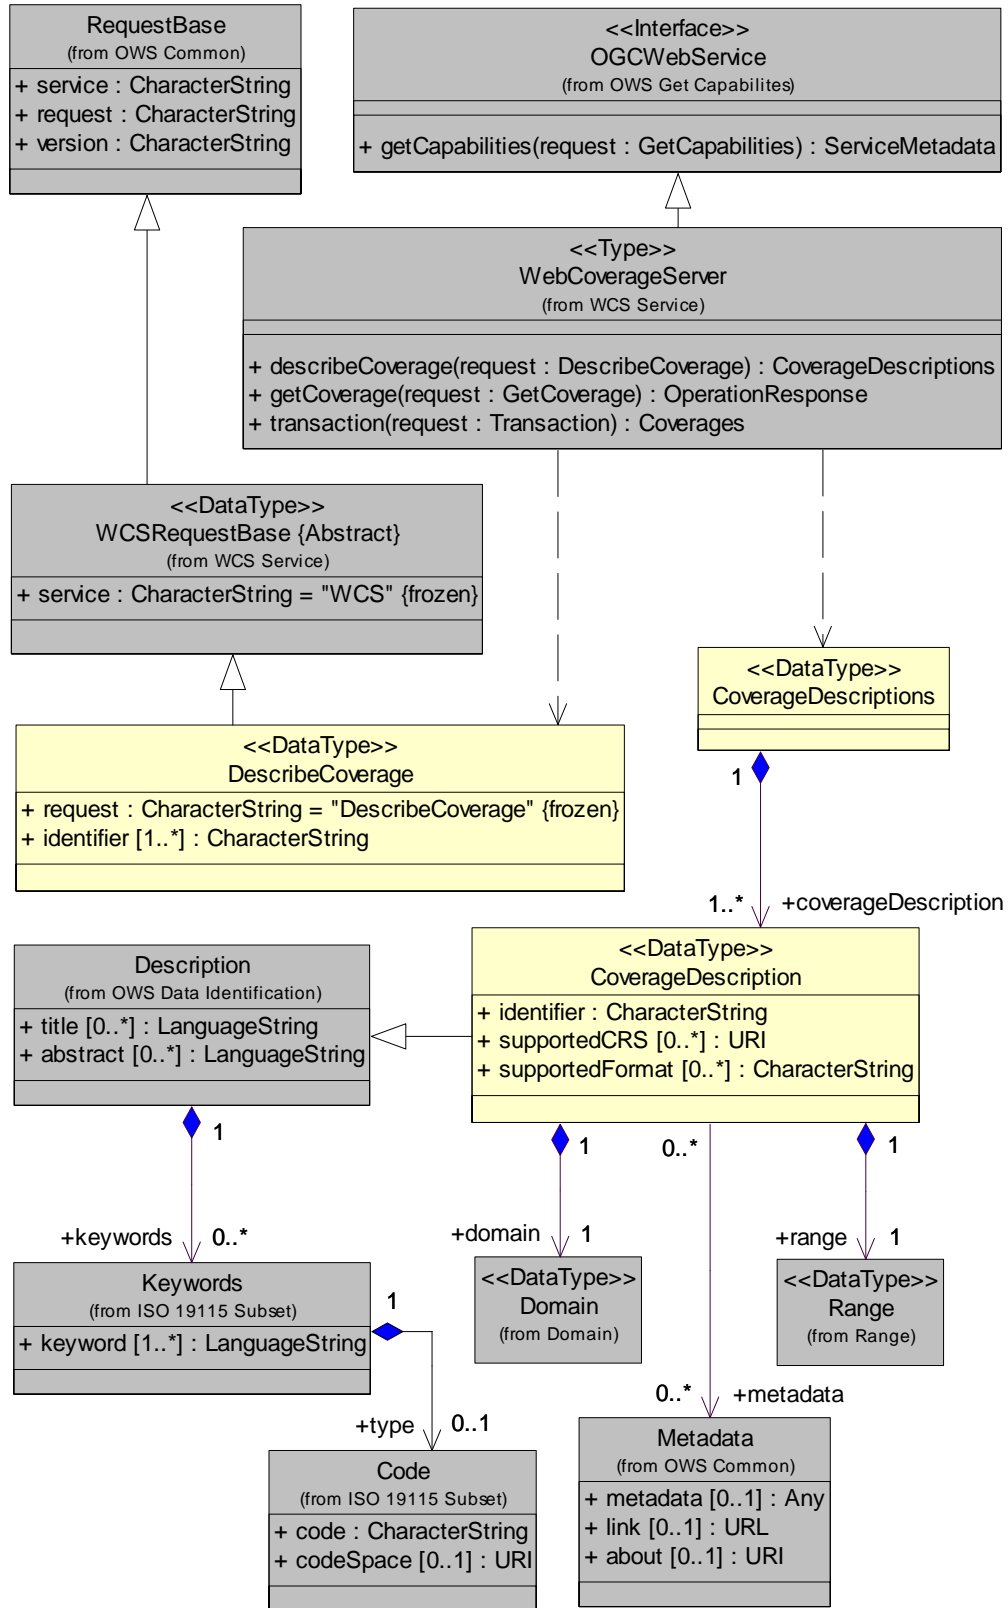 RequestBase
(from OWS Common)
+ service : CharacterString
+ request : CharacterString
+ version : CharacterString
<<Interface>>
OGCWebService
(from OWS Get Capabilites)
+ getCapabilities(request : GetCapabilities) : ServiceMetadata
<<Type>>
WebCoverageServer
(from WCS Service)
+ describeCoverage(request : DescribeCoverage) : CoverageDescriptions
+ getCoverage(request : GetCoverage) : OperationResponse
+ transaction(request : Transaction) : Coverages
<<DataType>>
WCSRequestBase {Abstract}
(from WCS Service)
+ service : CharacterString = "WCS" {frozen}
<<DataType>>
CoverageDescriptions
<<DataType>>
DescribeCoverage
+ request : CharacterString = "DescribeCoverage" {frozen}
+ identifier [1..*] : CharacterString
1
1..*
+coverageDescription
<<DataType>>
CoverageDescription
+ identifier : CharacterString
+ supportedCRS [0..*] : URI
+ supportedFormat [0..*] : CharacterString
Description
(from OWS Data Identification)
+ title [0..*] : LanguageString
+ abstract [0..*] : LanguageString
1
1
0..*
1
+keywords
0..*
+domain
1
+range
1
Keywords
(from ISO 19115 Subset)
+ keyword [1..*] : LanguageString
1
<<DataType>>
Domain
(from Domain)
<<DataType>>
Range
(from Range)
+type
0..1
0..*
+metadata
Code
(from ISO 19115 Subset)
+ code : CharacterString
+ codeSpace [0..1] : URI
Metadata
(from OWS Common)
+ metadata [0..1] : Any
+ link [0..1] : URL
+ about [0..1] : URI